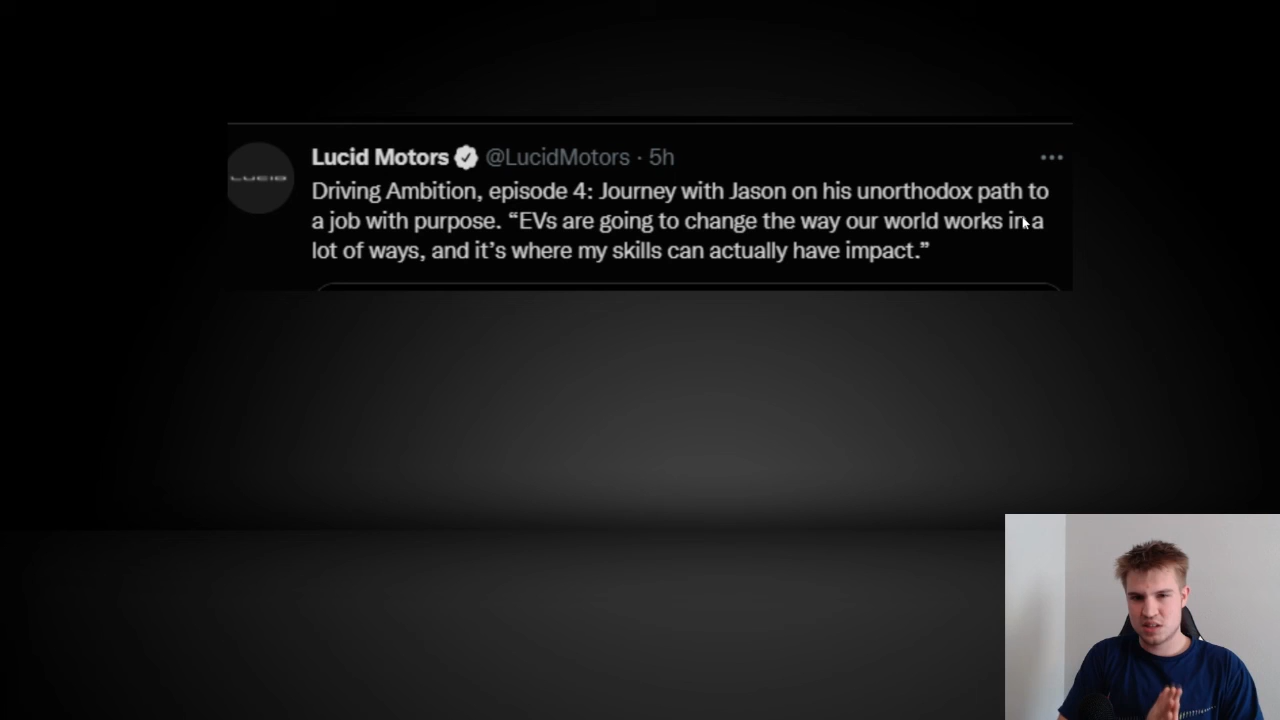 Lucid Motors @LucidMotors · 5h
LUCID
Driving Ambition, episode 4: Journey with Jason on his unorthodox path to
a job with purpose. “EVs are going to change the way our world works in a
lot of ways, and it’s where my skills can actually have impact.”